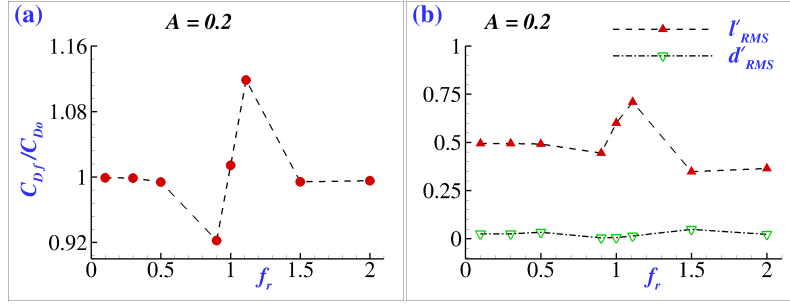 (a)
A = 0.2
1.16
1.08
1
0.92
C_Df/C_Do
0
0.5
1
1.5
2
f_r
(b)
A = 0.2
l′_RMS
d′_RMS
1
0.75
0.5
0.25
0
0
0.5
1
1.5
2
f_r